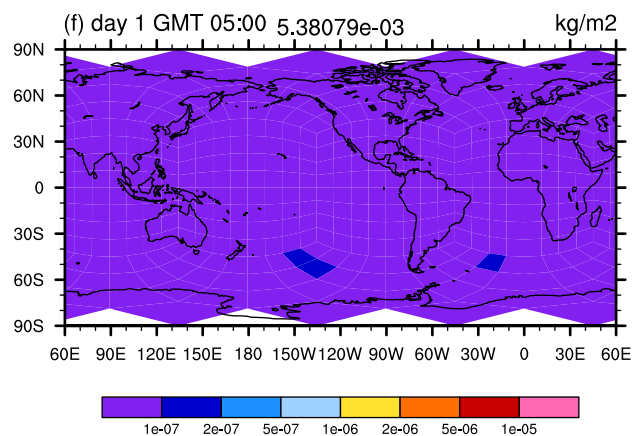 (f) day 1 GMT 05:00 5.38079e-03 kg/m2
90N
60N
30N
0
30S
60S
90S
60E 90E 120E 150E 180 150W 120W 90W 60W 30W 0 30E 60E
1e-07 2e-07 5e-07 1e-06 2e-06 5e-06 1e-05